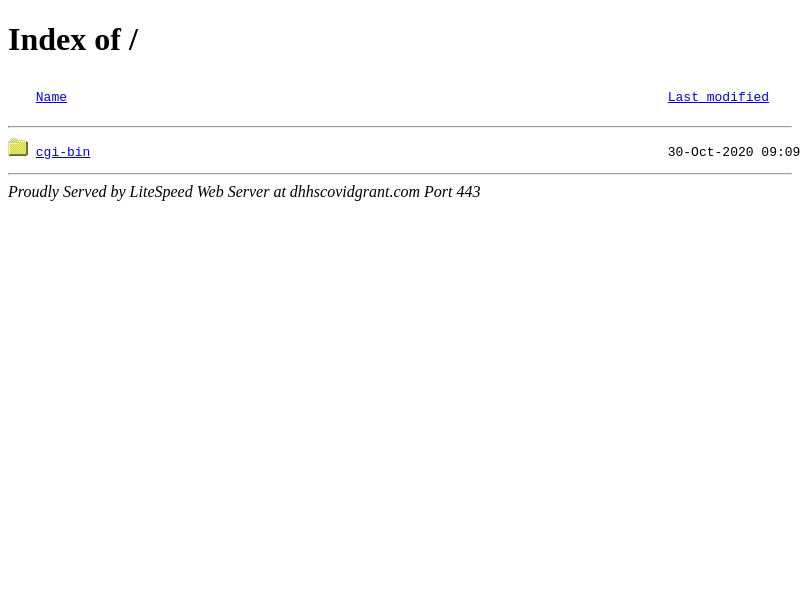 Index of /
Name Last modified
cgi-bin 30-Oct-2020 09:09
Proudly Served by LiteSpeed Web Server at dhhscovidgrant.com Port 443